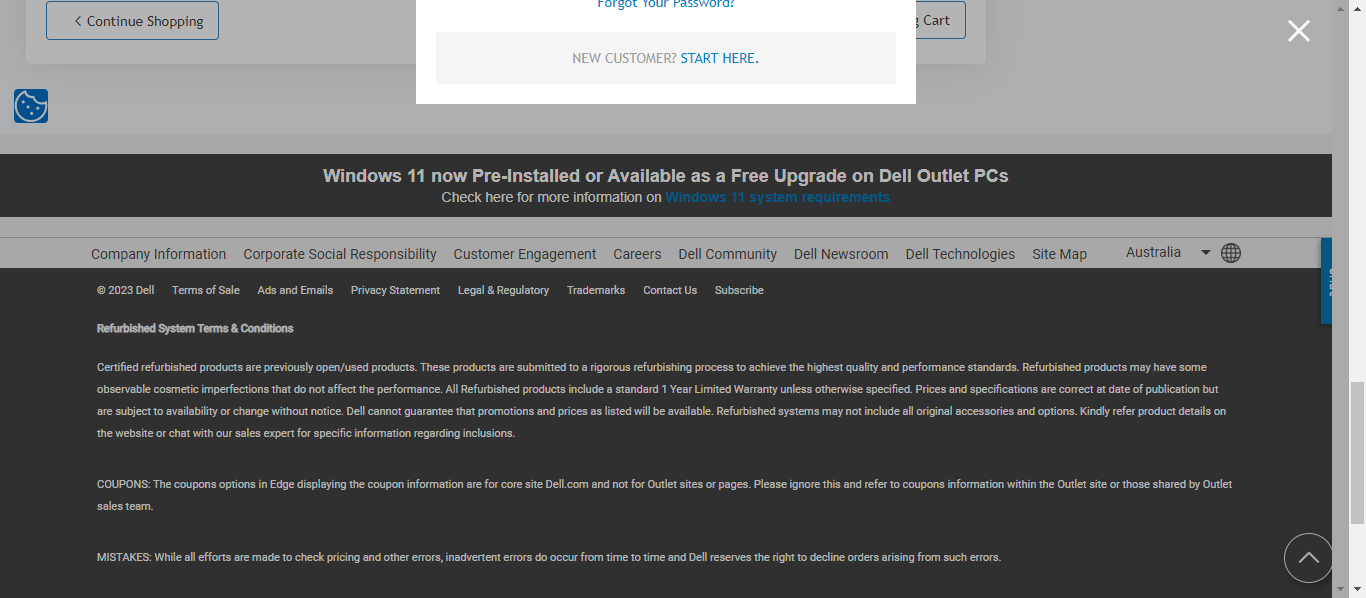 Forgot Your Password?
Continue Shopping
Cart
NEW CUSTOMER? START HERE.
Windows 11 now Pre-Installed or Available as a Free Upgrade on Dell Outlet PCs
Check here for more information on Windows 11 system requirements
Company Information Corporate Social Responsibility Customer Engagement Careers Dell Community Dell Newsroom Dell Technologies Site Map Australia
© 2023 Dell Terms of Sale Ads and Emails Privacy Statement Legal & Regulatory Trademarks Contact Us Subscribe
Refurbished System Terms & Conditions
Certified refurbished products are previously open/used products. These products are submitted to a rigorous refurbishing process to achieve the highest quality and performance standards. Refurbished products may have some
observable cosmetic imperfections that do not affect the performance. All Refurbished products include a standard 1 Year Limited Warranty unless otherwise specified. Prices and specifications are correct at date of publication but
are subject to availability or change without notice. Dell cannot guarantee that promotions and prices as listed will be available. Refurbished systems may not include all original accessories and options. Kindly refer product details on
the website or chat with our sales expert for specific information regarding inclusions.
COUPONS: The coupons options in Edge displaying the coupon information are for core site Dell.com and not for Outlet sites or pages. Please ignore this and refer to coupons information within the Outlet site or those shared by Outlet
sales team.
MISTAKES: While all efforts are made to check pricing and other errors, inadvertent errors do occur from time to time and Dell reserves the right to decline orders arising from such errors.